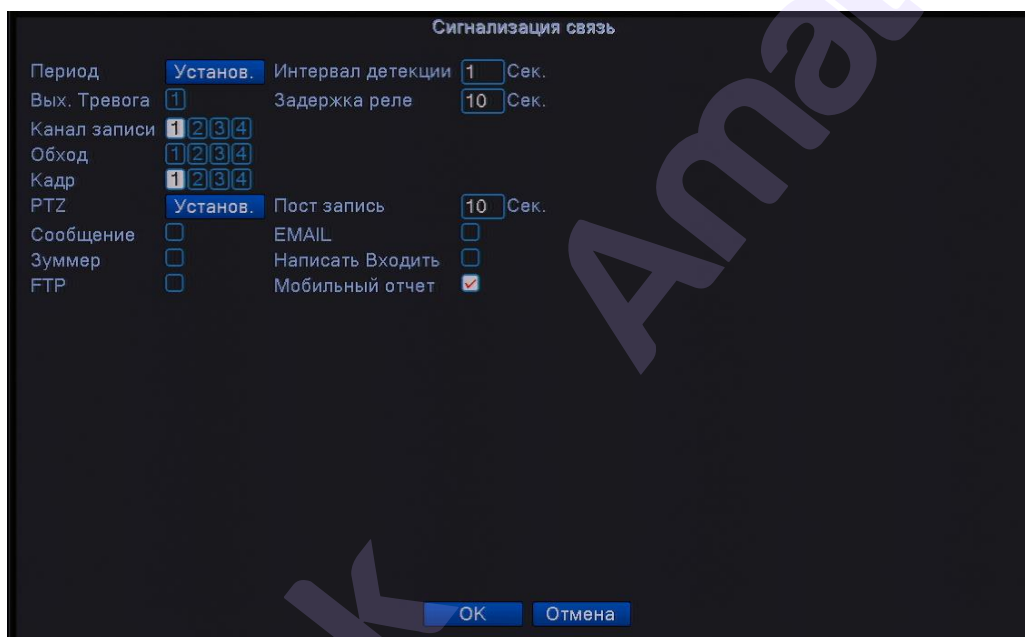 Сигнализация связь
Период Установ. Интервал детекции 1 Сек.
Вых. Тревога 1 Задержка реле 10 Сек.
Канал записи 1 2 3 4
Обход 1 2 3 4
Кадр 1 2 3 4
PTZ Установ. Пост запись 10 Сек.
Сообщение EMAIL
Зуммер Написать Входить
FTP Мобильный отчет
OK Отмена